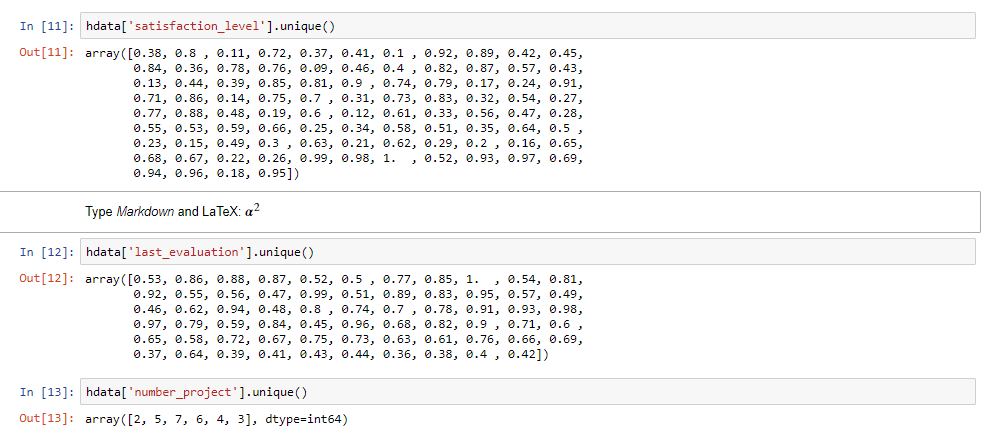 In [11]: hdata['satisfaction_level'].unique()
Out[11]: array([0.38, 0.8 , 0.11, 0.72, 0.37, 0.41, 0.1 , 0.92, 0.89, 0.42, 0.45,
0.84, 0.36, 0.78, 0.76, 0.09, 0.46, 0.4 , 0.82, 0.87, 0.57, 0.43,
0.13, 0.44, 0.39, 0.85, 0.81, 0.9 , 0.74, 0.79, 0.17, 0.24, 0.91,
0.71, 0.86, 0.14, 0.75, 0.7 , 0.31, 0.73, 0.83, 0.32, 0.54, 0.27,
0.77, 0.88, 0.48, 0.19, 0.6 , 0.12, 0.61, 0.33, 0.56, 0.47, 0.28,
0.55, 0.53, 0.59, 0.66, 0.25, 0.34, 0.58, 0.51, 0.35, 0.64, 0.5 ,
0.23, 0.15, 0.49, 0.3 , 0.63, 0.21, 0.62, 0.29, 0.2 , 0.16, 0.65,
0.68, 0.67, 0.22, 0.26, 0.99, 0.98, 1.  , 0.52, 0.93, 0.97, 0.69,
0.94, 0.96, 0.18, 0.95])
Type Markdown and LaTeX: α²
In [12]: hdata['last_evaluation'].unique()
Out[12]: array([0.53, 0.86, 0.88, 0.87, 0.52, 0.5 , 0.77, 0.85, 1.  , 0.54, 0.81,
0.92, 0.55, 0.56, 0.47, 0.99, 0.51, 0.89, 0.83, 0.95, 0.57, 0.49,
0.46, 0.62, 0.94, 0.48, 0.8 , 0.74, 0.7 , 0.78, 0.91, 0.93, 0.98,
0.97, 0.79, 0.59, 0.84, 0.45, 0.96, 0.68, 0.82, 0.9 , 0.71, 0.6 ,
0.65, 0.58, 0.72, 0.67, 0.75, 0.73, 0.63, 0.61, 0.76, 0.66, 0.69,
0.37, 0.64, 0.39, 0.41, 0.43, 0.44, 0.36, 0.38, 0.4 , 0.42])
In [13]: hdata['number_project'].unique()
Out[13]: array([2, 5, 7, 6, 4, 3], dtype=int64)